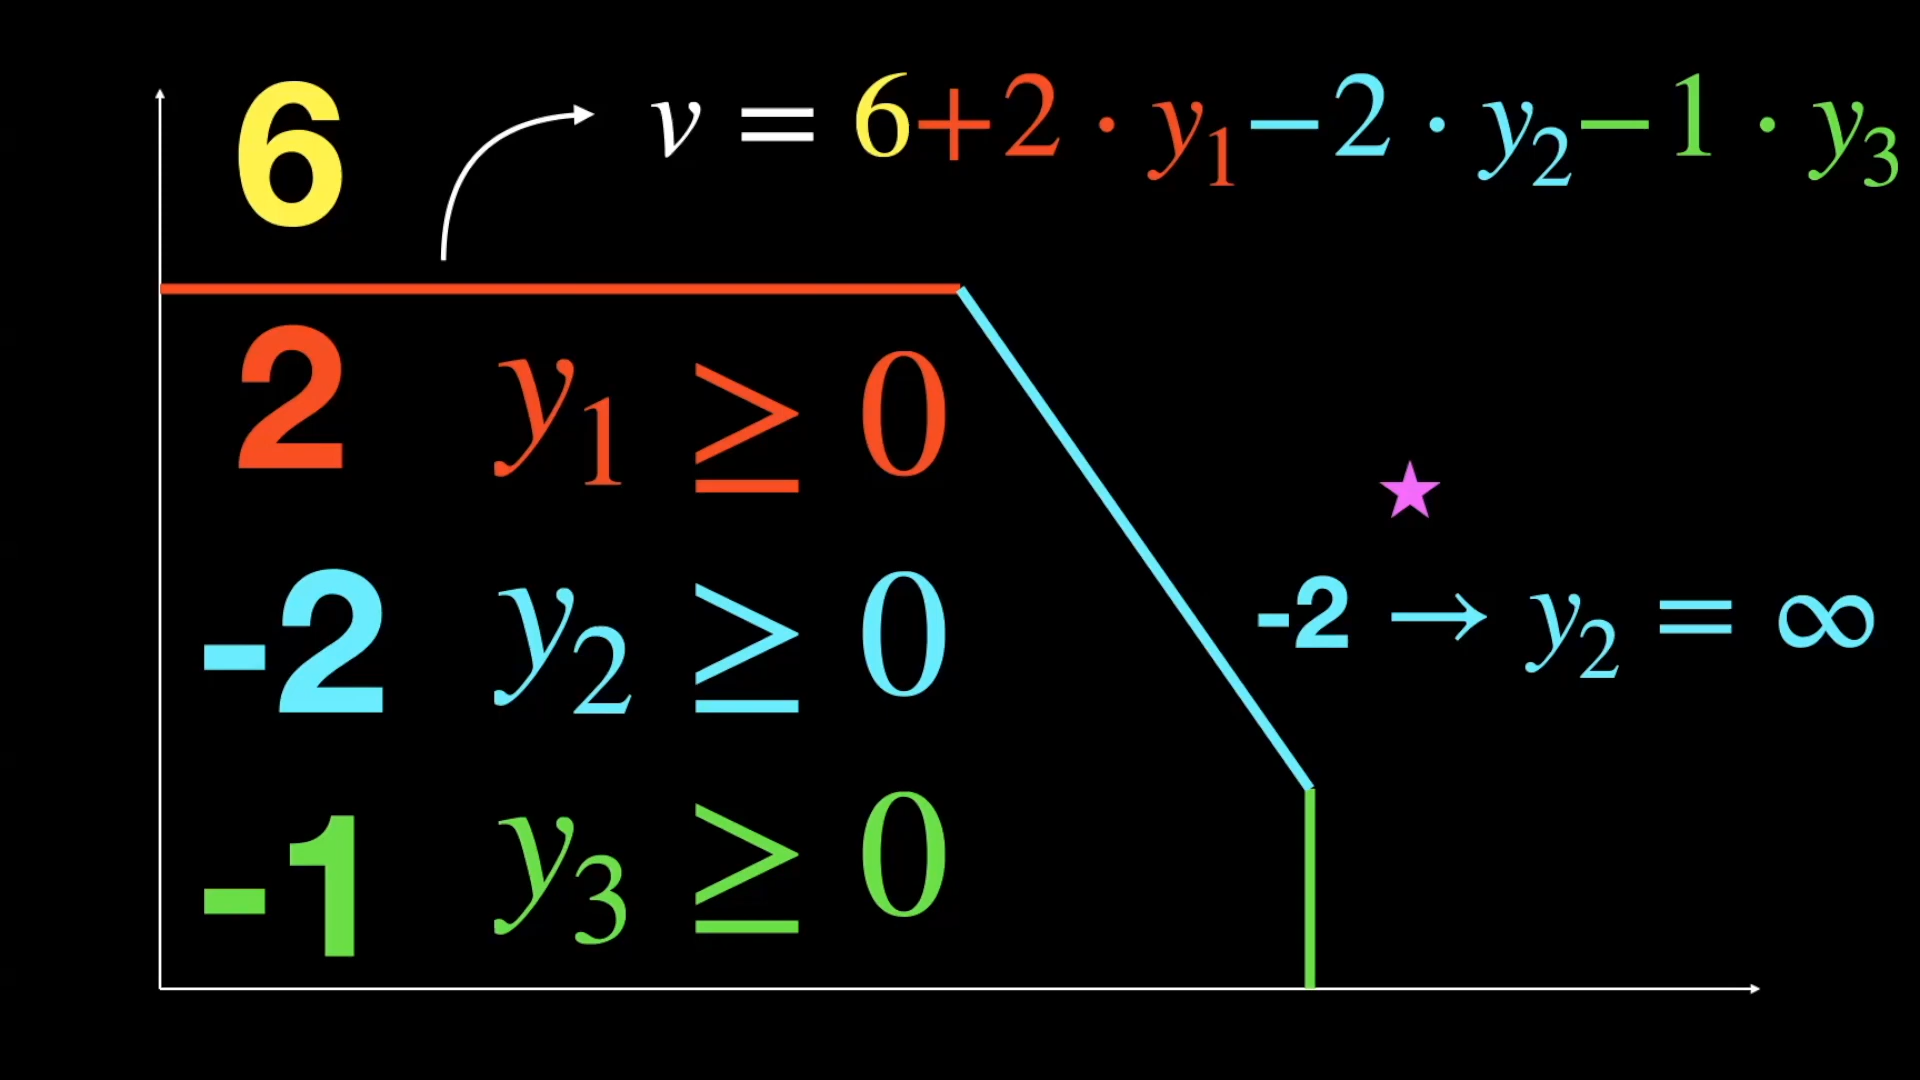 6
v = 6+2 · y₁−2 · y₂−1 · y₃
2 y₁ ≥ 0
-2 y₂ ≥ 0
-2 → y₂ = ∞
-1 y₃ ≥ 0